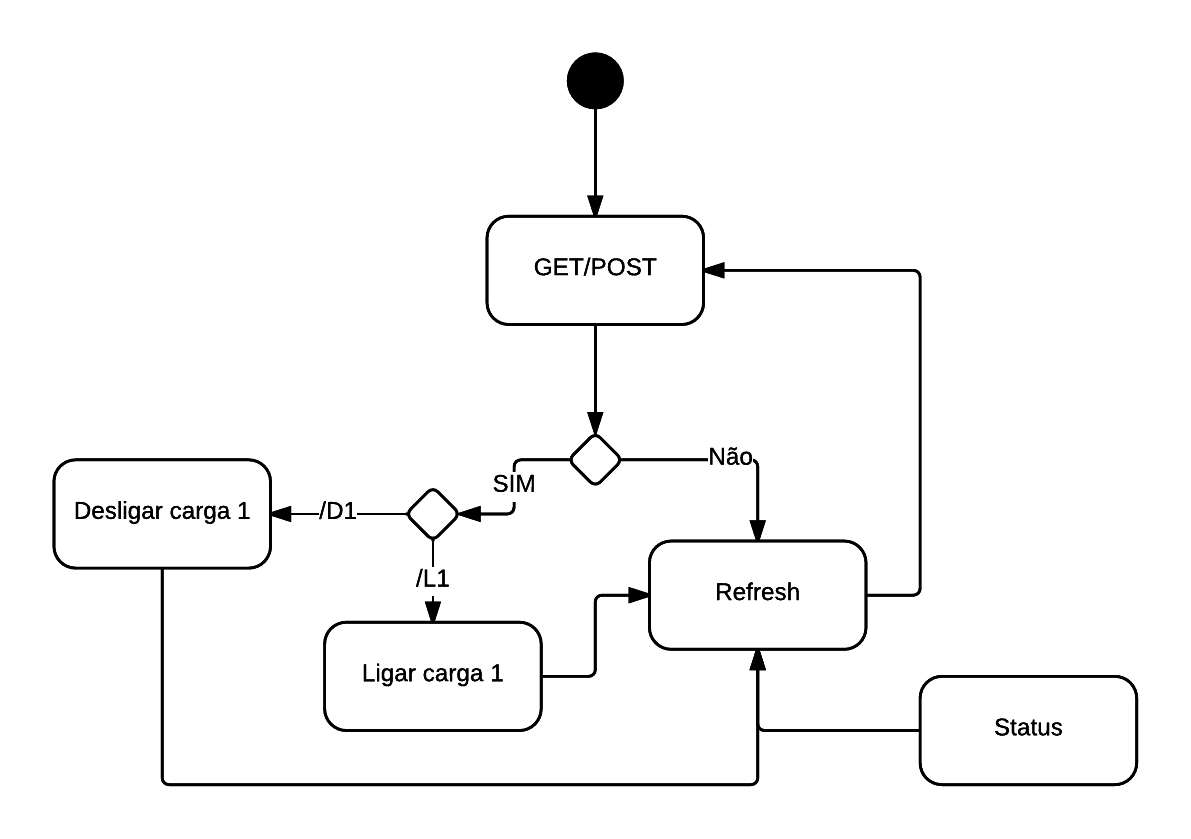 GET/POST
Não
SIM
Desligar carga 1
/D1
/L1
Refresh
Ligar carga 1
Status